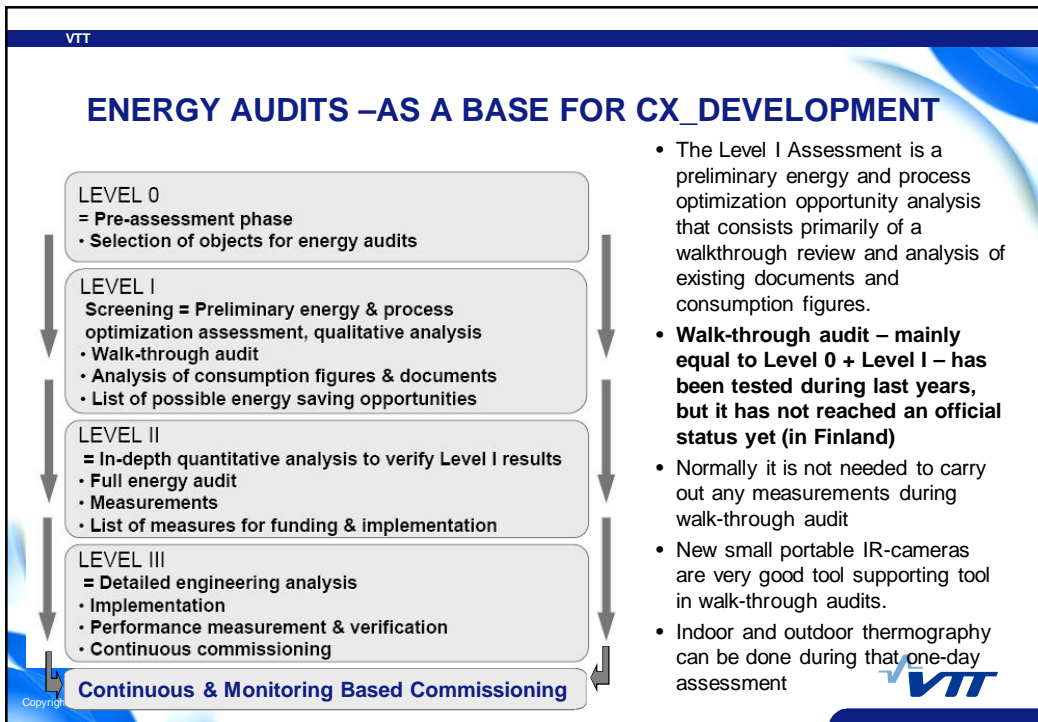 VTT
ENERGY AUDITS –AS A BASE FOR CX_DEVELOPMENT
LEVEL 0
= Pre-assessment phase
• Selection of objects for energy audits
LEVEL I
Screening = Preliminary energy & process
optimization assessment, qualitative analysis
• Walk-through audit
• Analysis of consumption figures & documents
• List of possible energy saving opportunities
LEVEL II
= In-depth quantitative analysis to verify Level I results
• Full energy audit
• Measurements
• List of measures for funding & implementation
LEVEL III
= Detailed engineering analysis
• Implementation
• Performance measurement & verification
• Continuous commissioning
Continuous & Monitoring Based Commissioning
• The Level I Assessment is a
preliminary energy and process
optimization opportunity analysis
that consists primarily of a
walkthrough review and analysis of
existing documents and
consumption figures.
• Walk-through audit – mainly
equal to Level 0 + Level I – has
been tested during last years,
but it has not reached an official
status yet (in Finland)
• Normally it is not needed to carry
out any measurements during
walk-through audit
• New small portable IR-cameras
are very good tool supporting tool
in walk-through audits.
• Indoor and outdoor thermography
can be done during that one-day
assessment
VTT